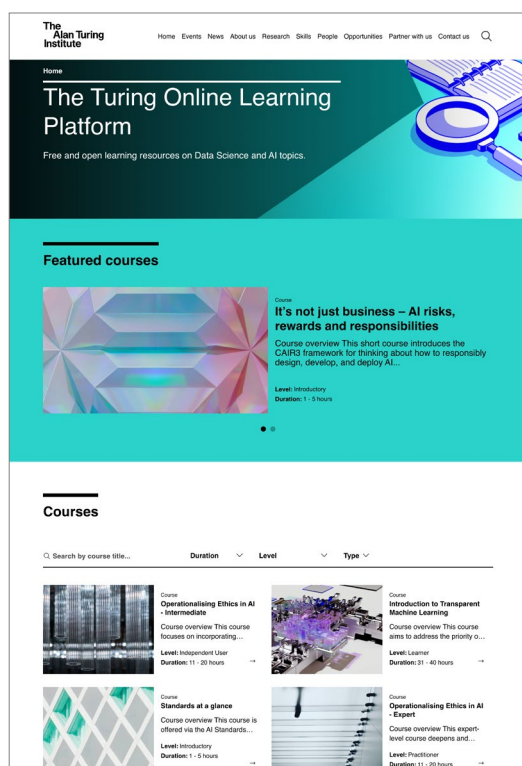 The
Alan Turing
Institute
Home Events News About us Research Skills People Opportunities Partner with us Contact us
Home
The Turing Online Learning
Platform
Free and open learning resources on Data Science and AI topics.
Featured courses
Course
It's not just business – AI risks,
rewards and responsibilities
Course overview This short course introduces the
CAIR3 framework for thinking about how to responsibly
design, develop, and deploy AI...
Level: Introductory
Duration: 1 - 5 hours
Courses
Search by course title... Duration Level Type
Course
Operationalising Ethics in AI
- Intermediate
Course overview This course
focuses on incorporating...
Level: Independent User
Duration: 11 - 20 hours →
Course
Introduction to Transparent
Machine Learning
Course overview This course
aims to address the priority o...
Level: Learner
Duration: 31 - 40 hours →
Course
Standards at a glance
Course overview This course is
offered via the AI Standards...
Level: Introductory
Duration: 1 - 5 hours →
Course
Operationalising Ethics in AI
- Expert
Course overview This expert-
level course deepens and...
Level: Practitioner
Duration: 11 - 20 hours →